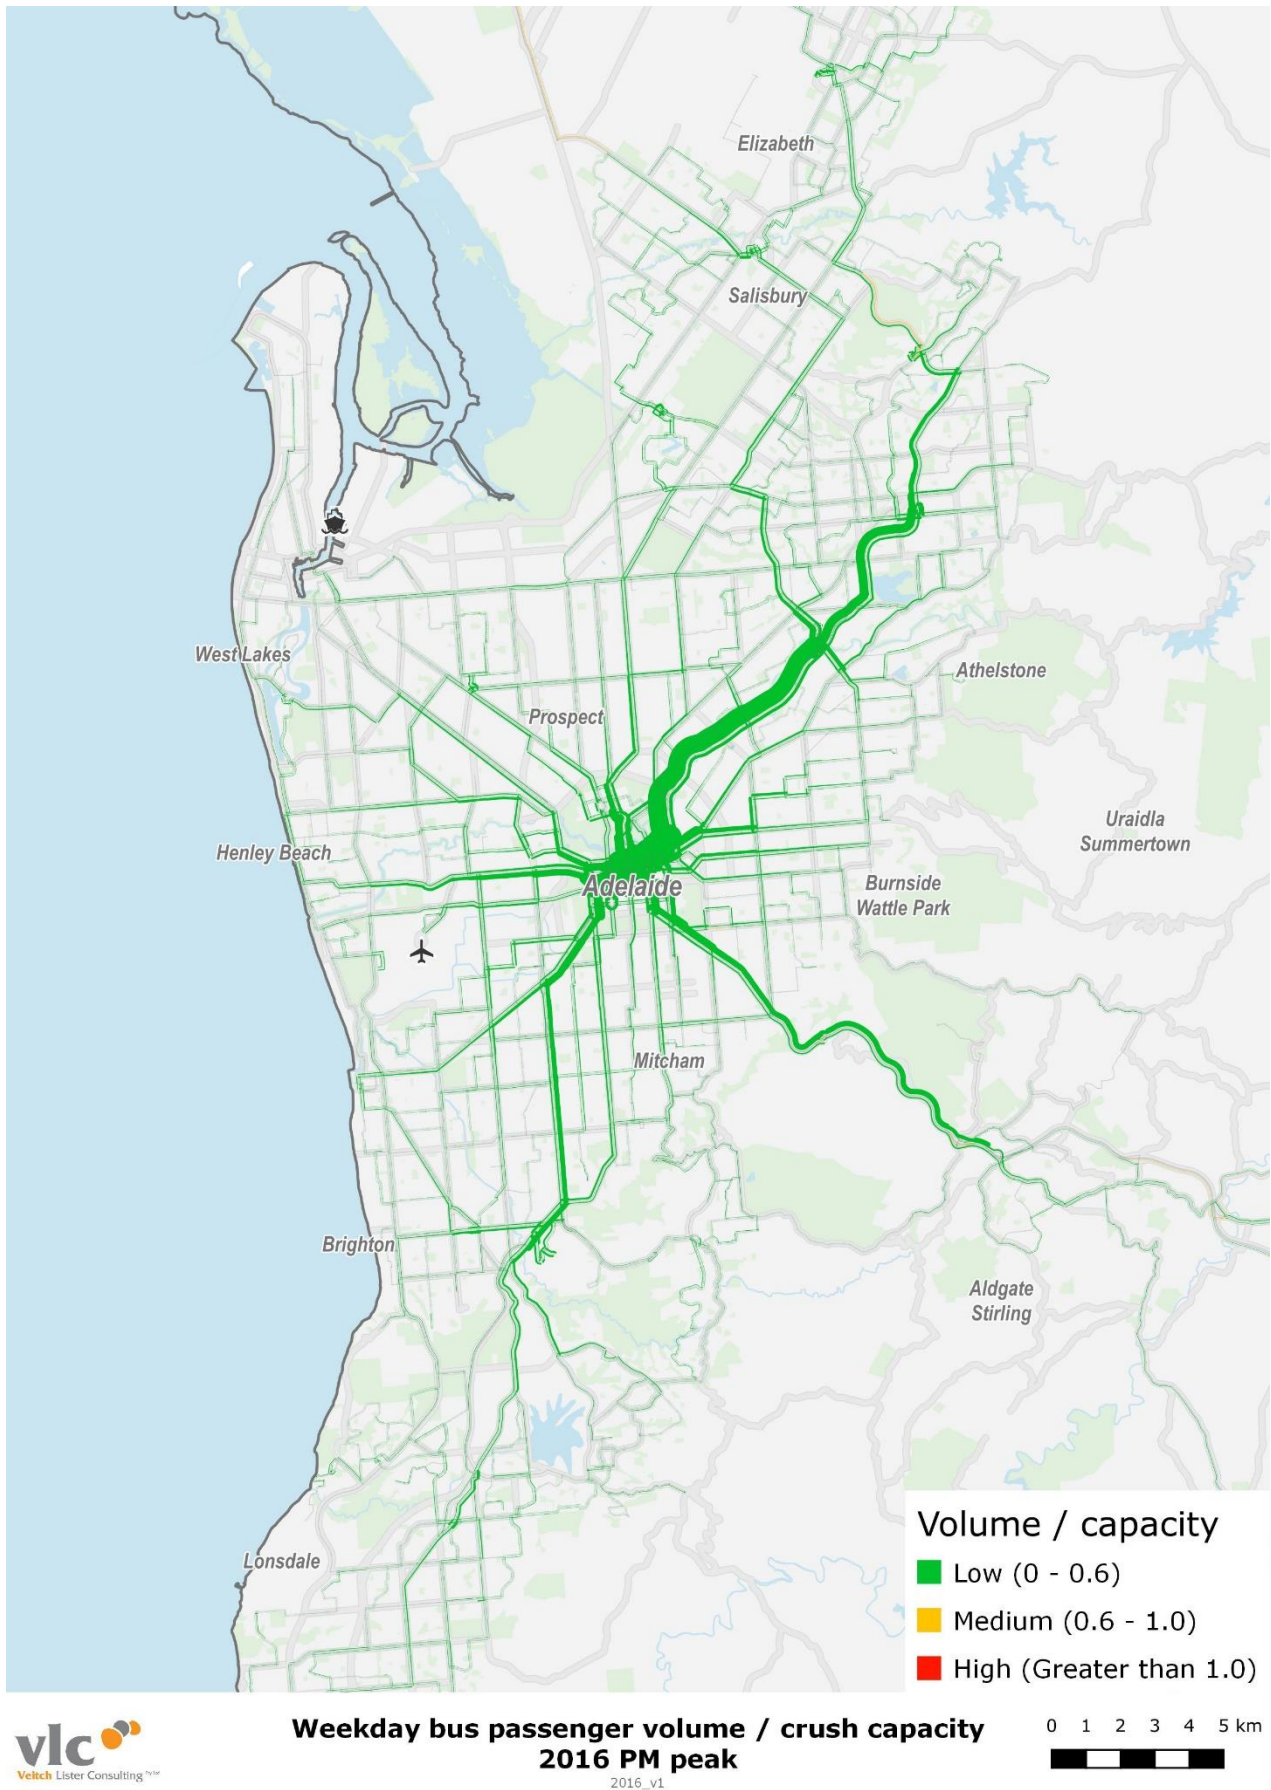 Elizabeth
Salisbury
West Lakes
Athelstone
Prospect
Uraidla
Summertown
Henley Beach
Adelaide
Burnside
Wattle Park
Mitcham
Brighton
Aldgate
Stirling
Lonsdale
Volume / capacity
Low (0 - 0.6)
Medium (0.6 - 1.0)
High (Greater than 1.0)
vlc
Veitch Lister Consulting
Weekday bus passenger volume / crush capacity
2016 PM peak
2016_v1
0 1 2 3 4 5 km